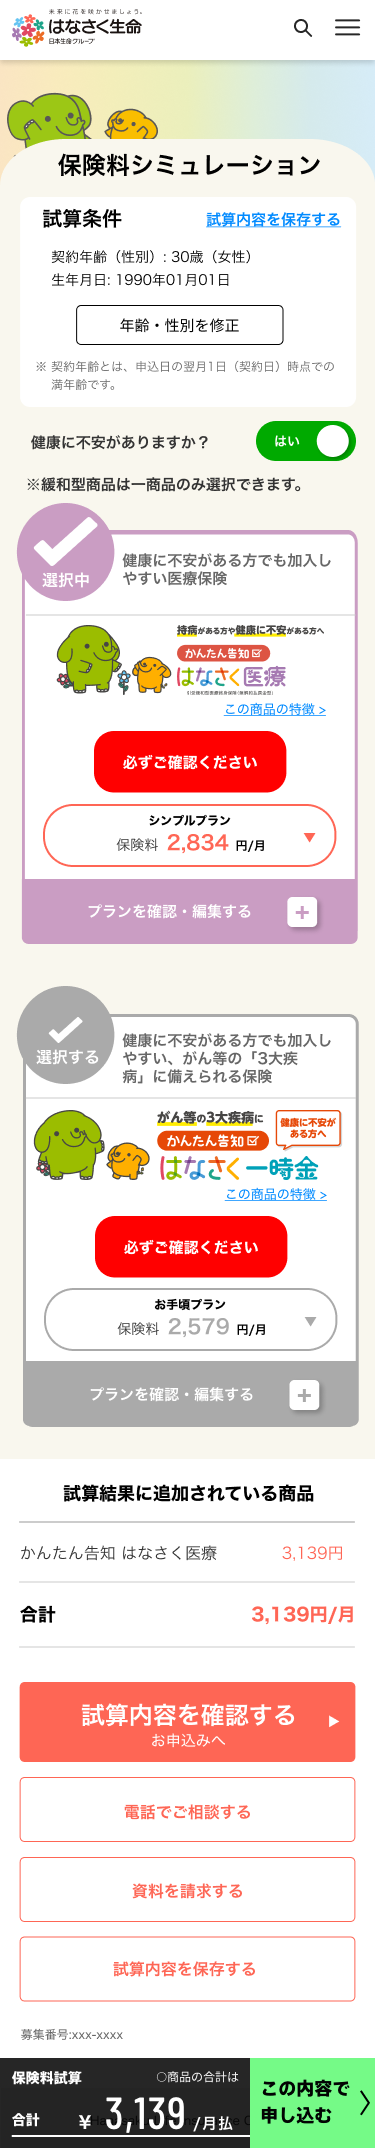 未来に花を咲かせましょう。
はなさく生命
日本生命グループ
保険料シミュレーション
試算条件
試算内容を保存する
契約年齢（性別）: 30歳（女性）
生年月日: 1990年01月01日
年齢・性別を修正
※ 契約年齢とは、申込日の翌月1日（契約日）時点での
満年齢です。
健康に不安がありますか？
はい
※緩和型商品は一商品のみ選択できます。
選択中
健康に不安がある方でも加入し
やすい医療保険
持病がある方や健康に不安がある方へ
かんたん告知
はなさく医療
この商品の特徴 >
必ずご確認ください
シンプルプラン
保険料 2,834 円/月
プランを確認・編集する
選択する
健康に不安がある方でも加入し
やすい、がん等の「3大疾
病」に備えられる保険
がん等の3大疾病に
かんたん告知
健康に不安が
ある方へ
はなさく一時金
この商品の特徴 >
必ずご確認ください
お手頃プラン
保険料 2,579 円/月
プランを確認・編集する
試算結果に追加されている商品
かんたん告知 はなさく医療 3,139円
合計 3,139円/月
試算内容を確認する
お申込みへ
電話でご相談する
資料を請求する
試算内容を保存する
募集番号:xxx-xxxx
保険料試算
○商品の合計は
合計 ¥ 3,139 /月払
この内容で
申し込む